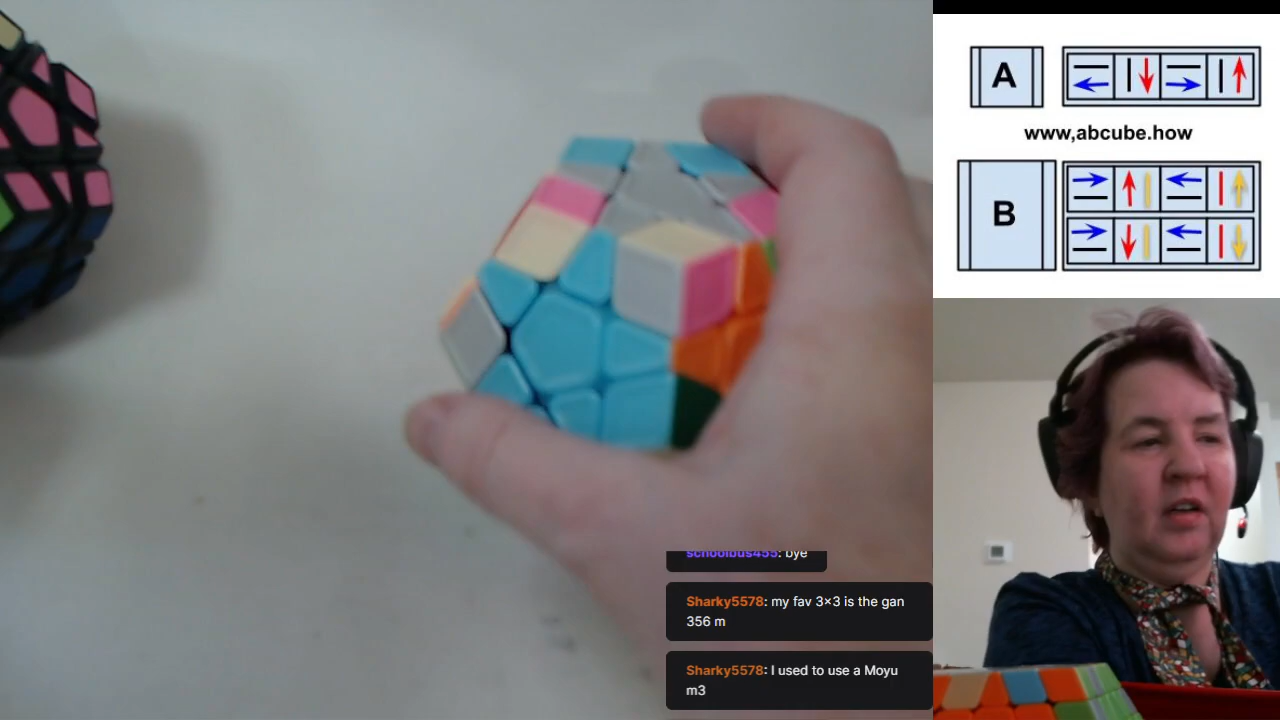 A
www,abcube.how
B
schoolbus455: bye
Sharky5578: my fav 3×3 is the gan
356 m
Sharky5578: I used to use a Moyu
m3